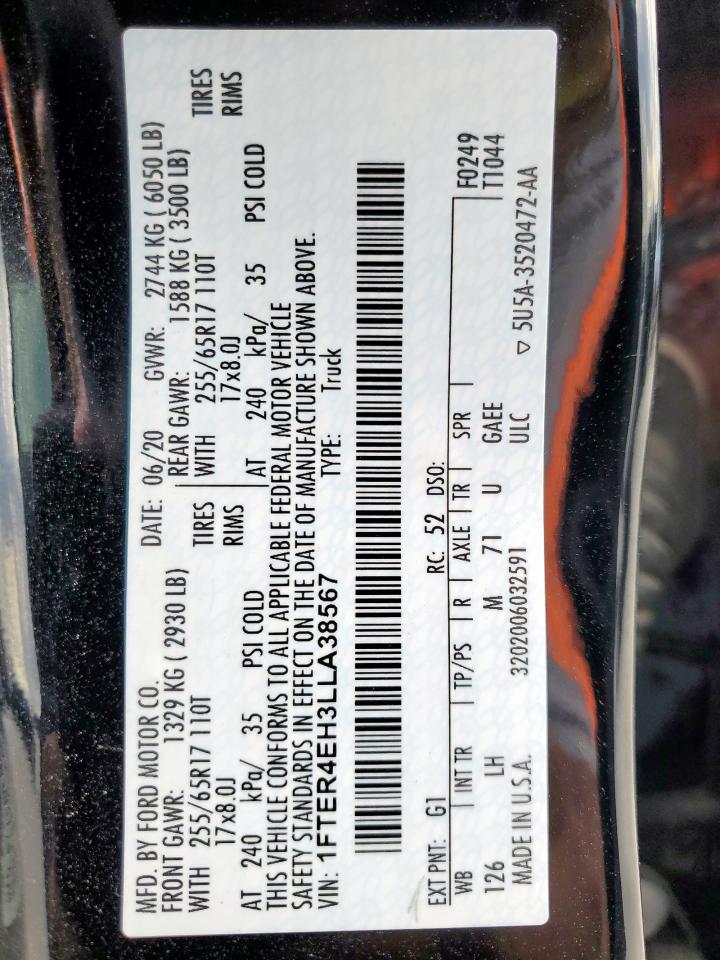 MFD. BY FORD MOTOR CO.
DATE: 06/20 GVWR: 2744 KG ( 6050 LB)
FRONT GAWR: 1329 KG ( 2930 LB)
REAR GAWR: 1588 KG ( 3500 LB)
WITH 255/65R17 110T TIRES
WITH 255/65R17 110T TIRES
17x8.0J RIMS
17x8.0J RIMS
AT 240 kPa/ 35 PSI COLD
AT 240 kPa/ 35 PSI COLD
THIS VEHICLE CONFORMS TO ALL APPLICABLE FEDERAL MOTOR VEHICLE
SAFETY STANDARDS IN EFFECT ON THE DATE OF MANUFACTURE SHOWN ABOVE.
VIN: 1FTER4EH3LLA38567 TYPE: Truck
EXT PNT: G1 RC: 52 DSO:
WB INT TR TP/PS R AXLE TR SPR F0249
T1044
126 LH M 71 U GAEE
MADE IN U.S.A. 3202006032591 ULC ▽ 5U5A-3520472-AA